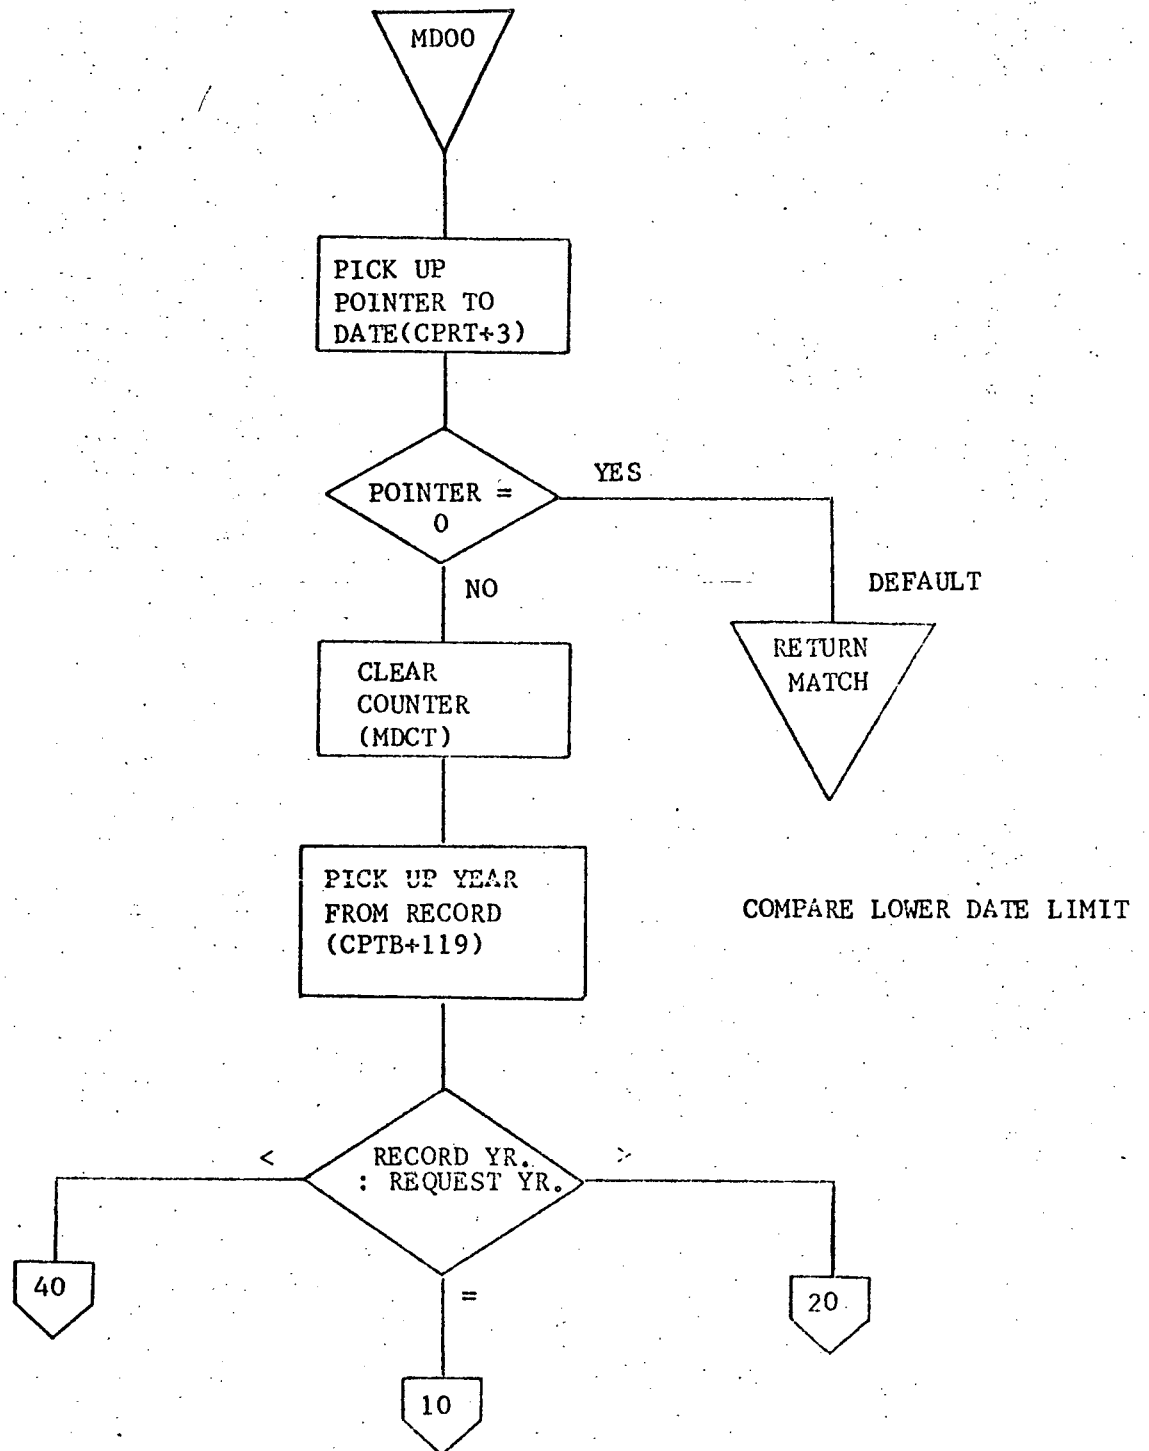 MD00
PICK UP
POINTER TO
DATE(CPRT+3)
POINTER =
0
YES
NO
DEFAULT
RETURN
MATCH
CLEAR
COUNTER
(MDCT)
PICK UP YEAR
FROM RECORD
(CPTB+119)
COMPARE LOWER DATE LIMIT
<
RECORD YR.
: REQUEST YR.
>
40
=
20
10